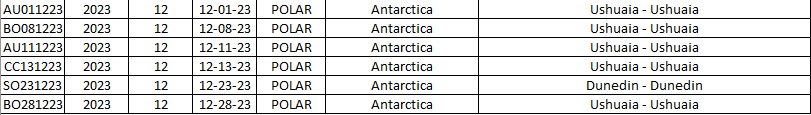 AU011223 2023 12 12-01-23 POLAR Antarctica Ushuaia - Ushuaia
BO081223 2023 12 12-08-23 POLAR Antarctica Ushuaia - Ushuaia
AU111223 2023 12 12-11-23 POLAR Antarctica Ushuaia - Ushuaia
CC131223 2023 12 12-13-23 POLAR Antarctica Ushuaia - Ushuaia
SO231223 2023 12 12-23-23 POLAR Antarctica Dunedin - Dunedin
BO281223 2023 12 12-28-23 POLAR Antarctica Ushuaia - Ushuaia